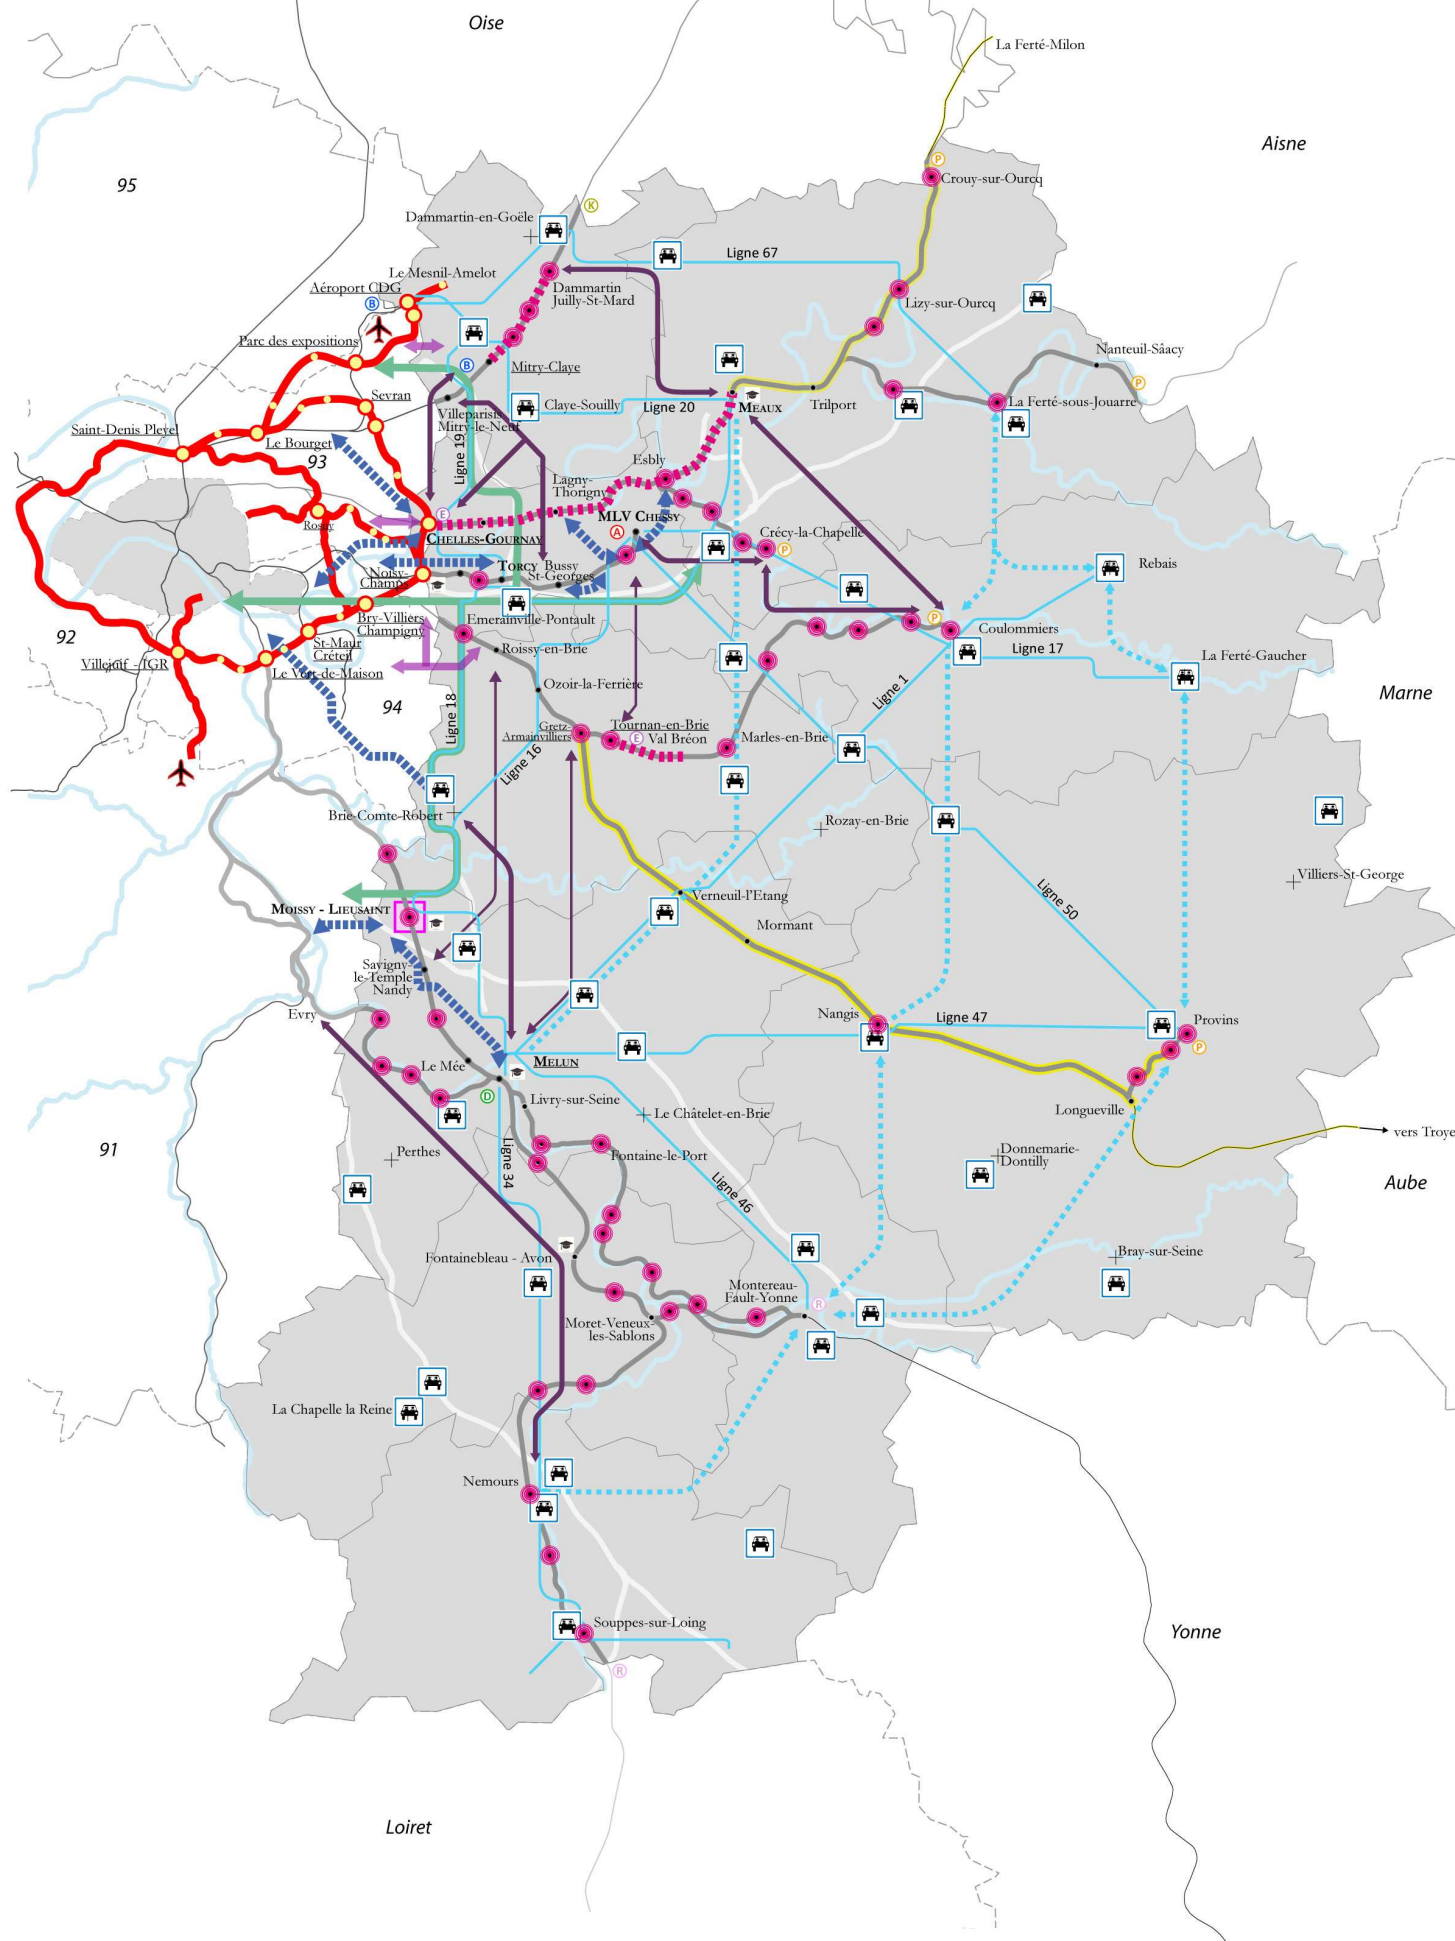 Oise
La Ferté-Milon
Aisne
95
P
Crouy-sur-Ourcq
K
Dammartin-en-Goële
Ligne 67
Le Mesnil-Amelot
Aéroport CDG
B
Dammartin
Juilly-St-Mard
Lizy-sur-Ourcq
Parc des expositions
B
Mitry-Claye
Nanteuil-Sâacy
P
Sevran
Villeparisis
Mitry-le-Neuf
Claye-Souilly
Ligne 20
MEAUX
Trilport
La Ferté-sous-Jouarre
Saint-Denis Pleyel
Le Bourget
93
Ligne 19
Esbly
Lagny-
Thorigny
Rosny
E
MLV CHESSY
A
CHELLES-GOURNAY
Crécy-la-Chapelle
P
Noisy-
Champs
TORCY
Bussy
St-Georges
Rebais
92
Bry-Villiers
Champigny
Emerainville-Pontault
P
Coulommiers
St-Maur
Créteil
Roissy-en-Brie
Ligne 17
La Ferté-Gaucher
Villejuif - IGR
Le Vert-de-Maison
Ozoir-la-Ferrière
Ligne 1
Marne
94
Ligne 18
Gretz-
Armainvilliers
Tournan-en-Brie
E
Val Bréon
Marles-en-Brie
Ligne 16
Brie-Comte-Robert
Rozay-en-Brie
Villiers-St-George
Verneuil-l'Etang
Ligne 50
MOISSY - LIEUSAINT
Mormant
Savigny-
le-Temple
Nandy
Evry
Nangis
Ligne 47
Provins
P
Le Mée
MELUN
D
Livry-sur-Seine
Le Châtelet-en-Brie
Longueville
vers Troye
91
Perthes
Ligne 34
Fontaine-le-Port
Donnemarie-
Dontilly
Aube
Ligne 46
Fontainebleau - Avon
Bray-sur-Seine
Montereau-
Fault-Yonne
R
Moret-Veneux-
les-Sablons
La Chapelle la Reine
Nemours
Souppes-sur-Loing
Yonne
R
Loiret